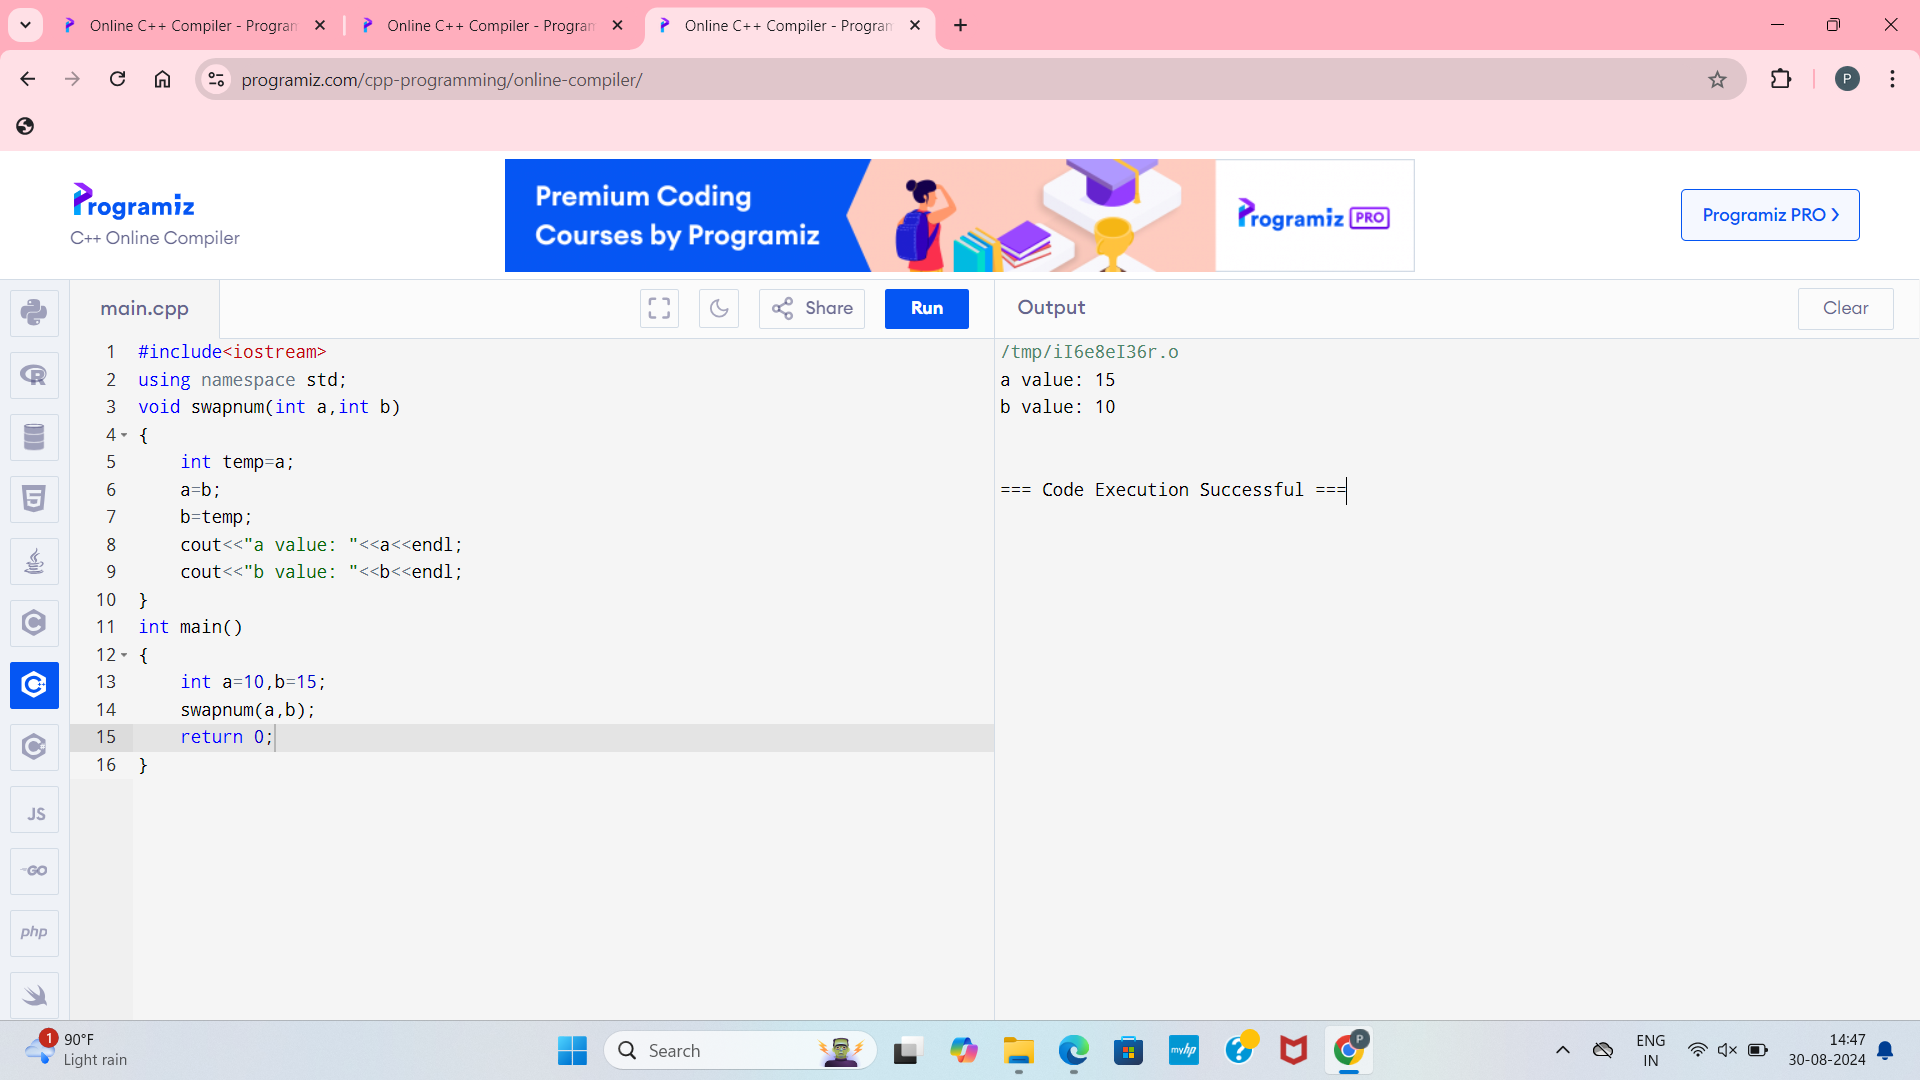 Online C++ Compiler - Program
Online C++ Compiler - Program
Online C++ Compiler - Program
programiz.com/cpp-programming/online-compiler/
P
Programiz
C++ Online Compiler
Premium Coding
Courses by Programiz
Programiz PRO
Programiz PRO >
main.cpp
Share
Run
Output
Clear
1 #include<iostream>
2 using namespace std;
3 void swapnum(int a,int b)
4 {
5 int temp=a;
6 a=b;
7 b=temp;
8 cout<<"a value: "<<a<<endl;
9 cout<<"b value: "<<b<<endl;
10 }
11 int main()
12 {
13 int a=10,b=15;
14 swapnum(a,b);
15 return 0;
16 }
/tmp/iI6e8eI36r.o
a value: 15
b value: 10
=== Code Execution Successful ===
R
5
C
C++
C
JS
GO
php
1
90°F
Light rain
Search
myhp
?
P
ENG
IN
14:47
30-08-2024